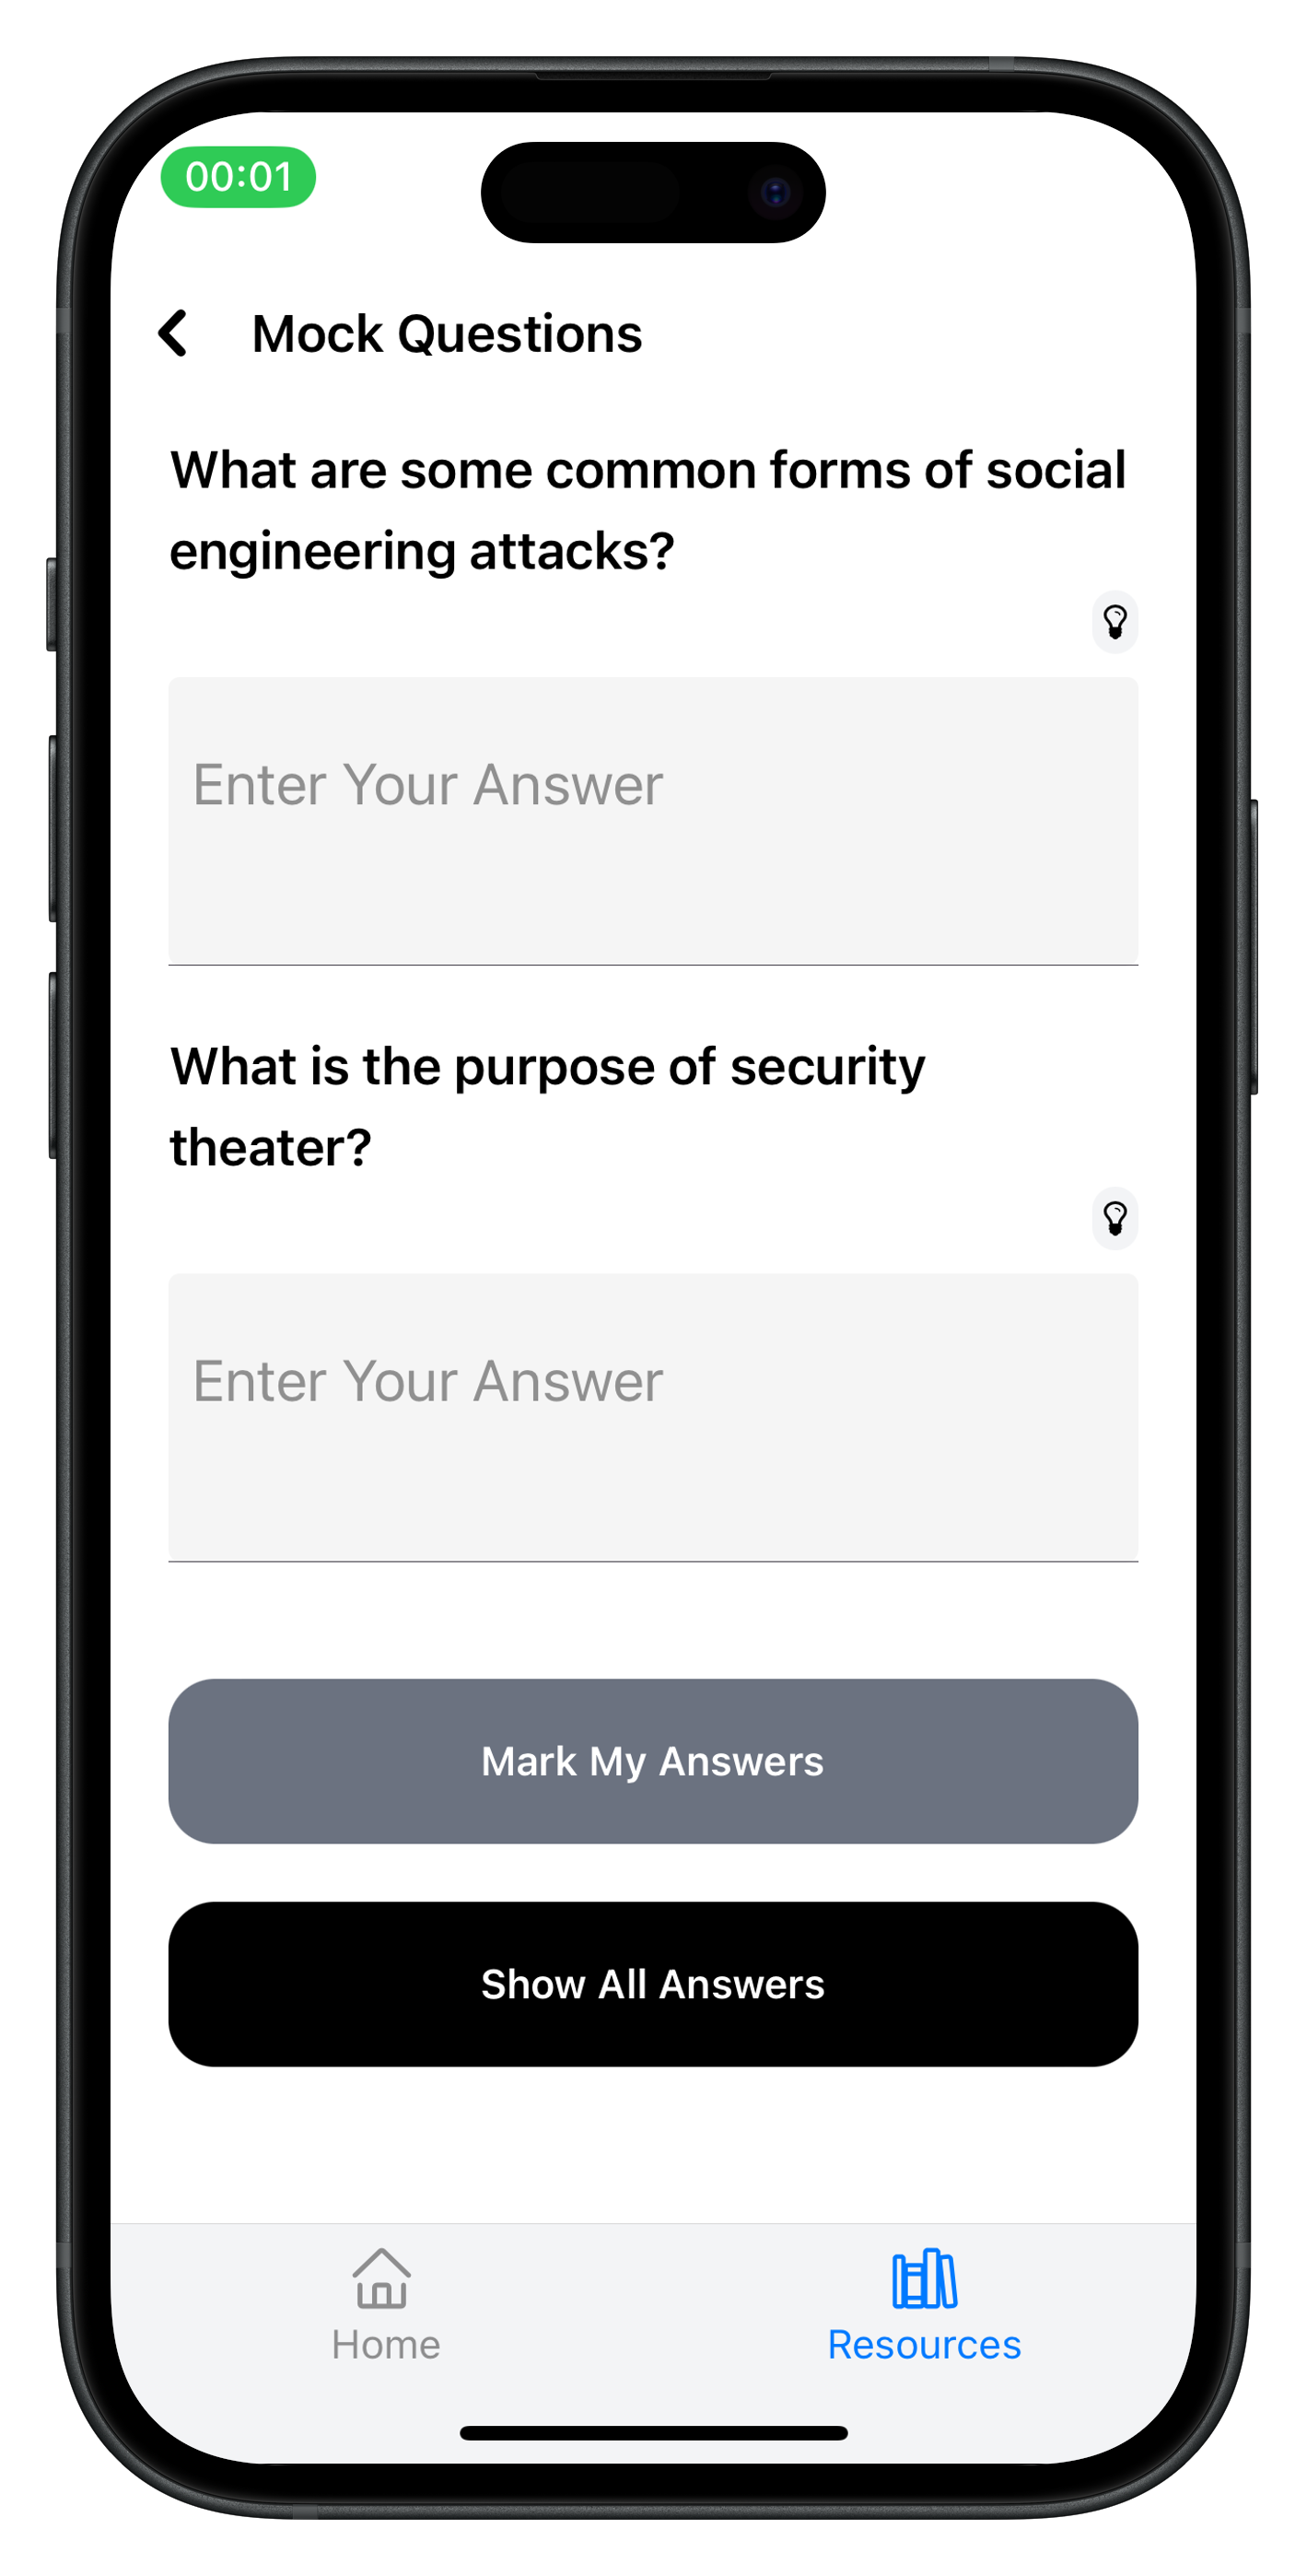 00:01
Mock Questions
What are some common forms of social
engineering attacks?
Enter Your Answer
What is the purpose of security
theater?
Enter Your Answer
Mark My Answers
Show All Answers
Home
Resources